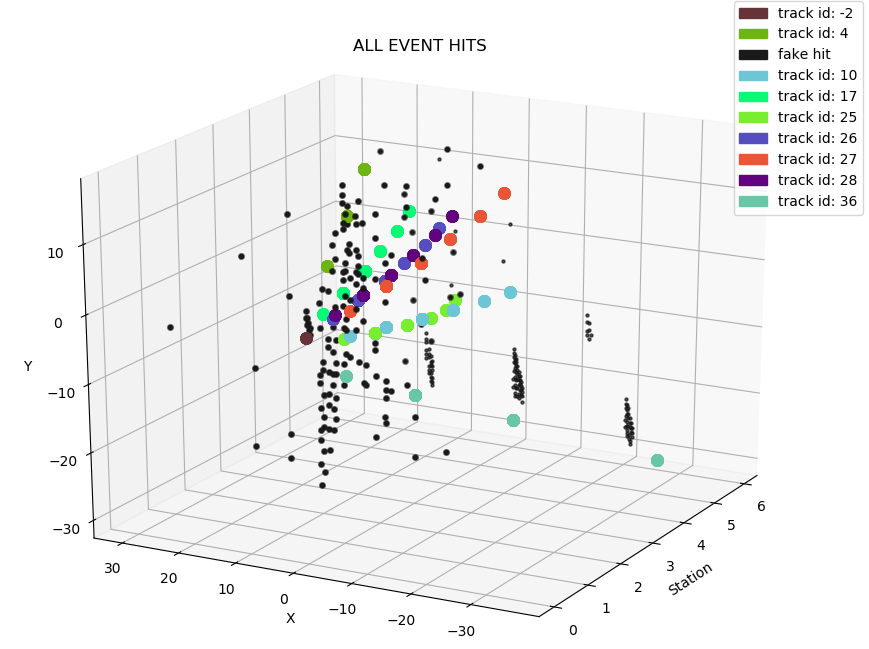 ALL EVENT HITS
track id: -2
track id: 4
fake hit
track id: 10
track id: 17
track id: 25
track id: 26
track id: 27
track id: 28
track id: 36
10
0
−10
−20
−30
Y
30
20
10
0
−10
−20
−30
X
0
1
2
3
4
5
6
Station